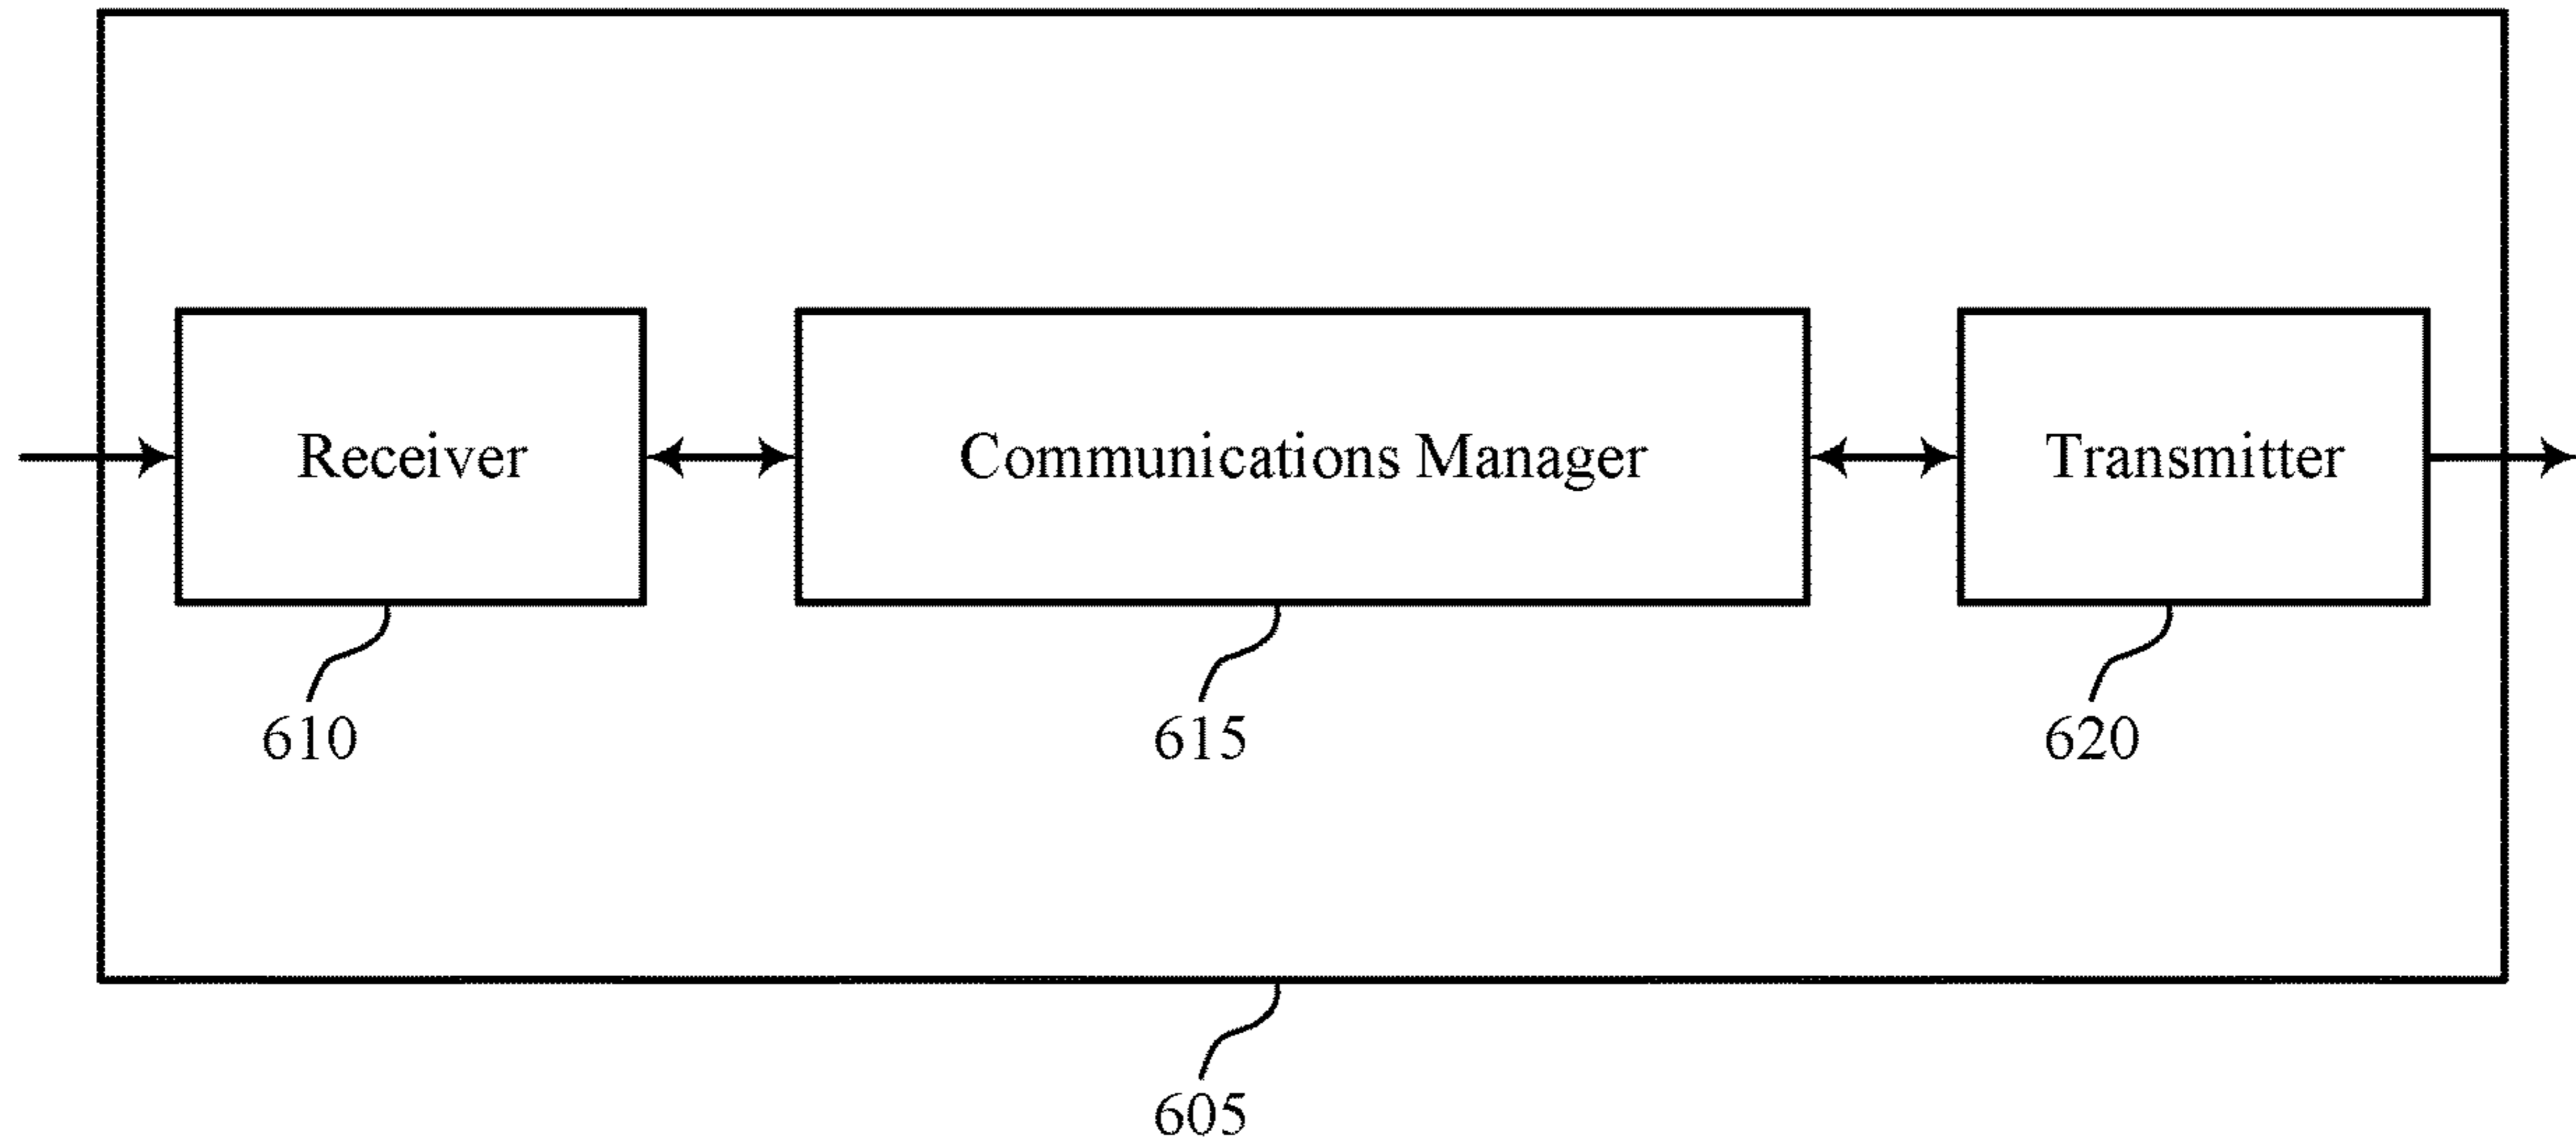 Receiver
Communications Manager
Transmitter
610
615
620
605